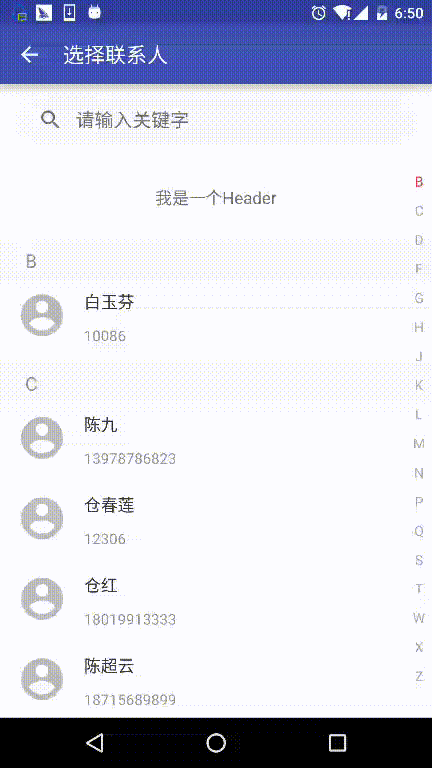 6:50
选择联系人
请输入关键字
我是一个Header
B
白玉芬
10086
C
陈九
13978786823
仓春莲
12306
仓红
18019913333
陈超云
18715689899
B
C
D
F
G
H
J
K
L
M
N
P
Q
S
T
W
X
Z